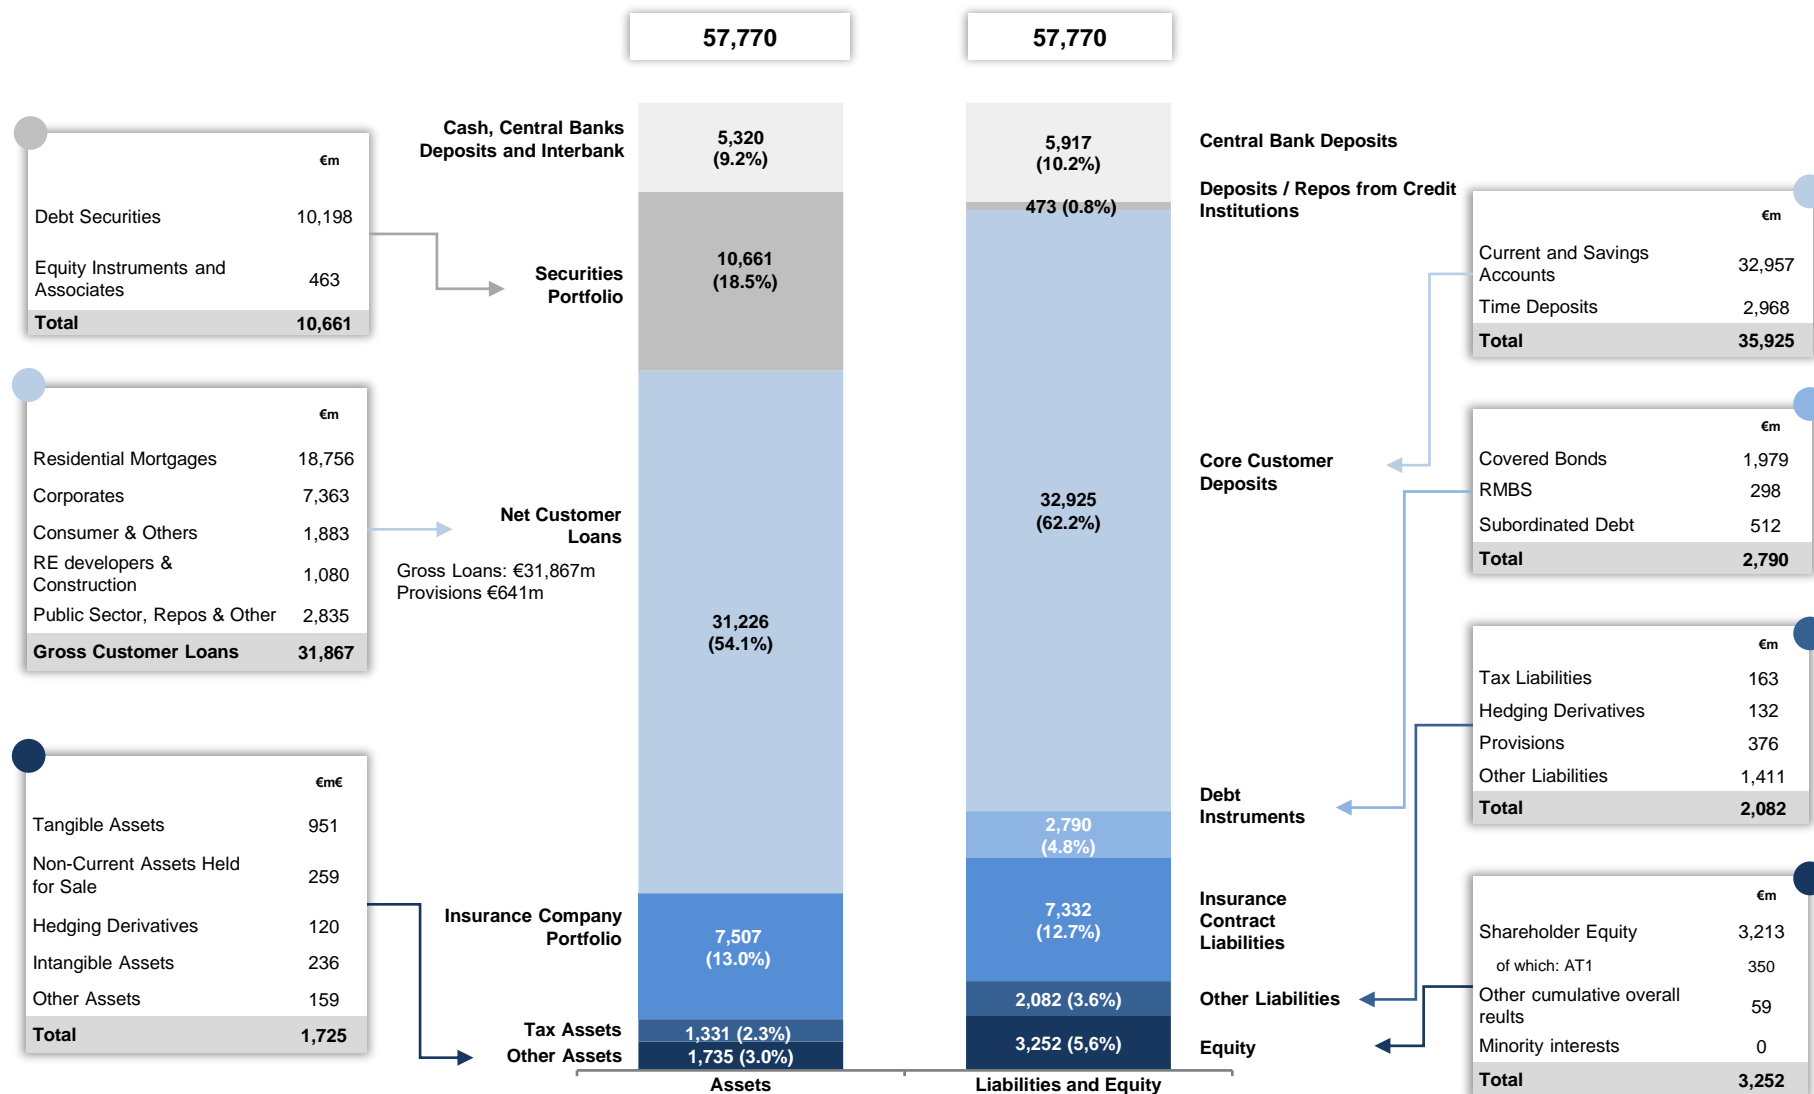 57,770
57,770
€m
Debt Securities 10,198
Equity Instruments and
Associates 463
Total 10,661
€m
Residential Mortgages 18,756
Corporates 7,363
Consumer & Others 1,883
RE developers &
Construction 1,080
Public Sector, Repos & Other 2,835
Gross Customer Loans 31,867
€m€
Tangible Assets 951
Non-Current Assets Held
for Sale 259
Hedging Derivatives 120
Intangible Assets 236
Other Assets 159
Total 1,725
Cash, Central Banks
Deposits and Interbank
Securities
Portfolio
Net Customer
Loans
Gross Loans: €31,867m
Provisions €641m
Insurance Company
Portfolio
Tax Assets
Other Assets
5,320
(9.2%)
10,661
(18.5%)
31,226
(54.1%)
7,507
(13.0%)
1,331 (2.3%)
1,735 (3.0%)
Assets
5,917
(10.2%)
473 (0.8%)
32,925
(62.2%)
2,790
(4.8%)
7,332
(12.7%)
2,082 (3.6%)
3,252 (5,6%)
Liabilities and Equity
Central Bank Deposits
Deposits / Repos from Credit
Institutions
Core Customer
Deposits
Debt
Instruments
Insurance
Contract
Liabilities
Other Liabilities
Equity
€m
Current and Savings
Accounts 32,957
Time Deposits 2,968
Total 35,925
€m
Covered Bonds 1,979
RMBS 298
Subordinated Debt 512
Total 2,790
€m
Tax Liabilities 163
Hedging Derivatives 132
Provisions 376
Other Liabilities 1,411
Total 2,082
€m
Shareholder Equity 3,213
of which: AT1 350
Other cumulative overall
reults 59
Minority interests 0
Total 3,252